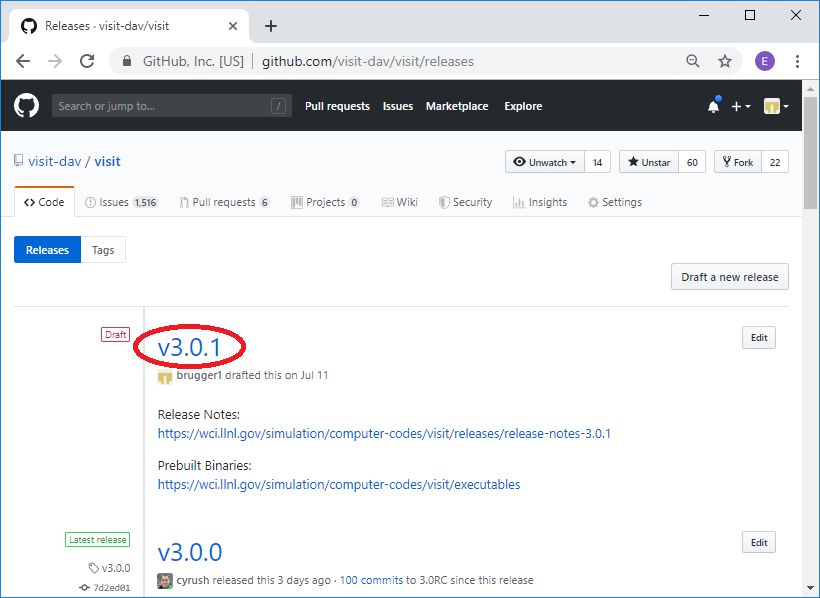 Releases · visit-dav/visit
GitHub, Inc. [US] | github.com/visit-dav/visit/releases
E
Search or jump to... /
Pull requests Issues Marketplace Explore
visit-dav / visit
Unwatch 14 Unstar 60 Fork 22
Code Issues 1,516 Pull requests 6 Projects 0 Wiki Security Insights Settings
Releases Tags
Draft a new release
Draft
v3.0.1
Edit
brugger1 drafted this on Jul 11
Release Notes:
https://wci.llnl.gov/simulation/computer-codes/visit/releases/release-notes-3.0.1
Prebuilt Binaries:
https://wci.llnl.gov/simulation/computer-codes/visit/executables
Latest release
v3.0.0
7d2ed01
v3.0.0
Edit
cyrush released this 3 days ago · 100 commits to 3.0RC since this release